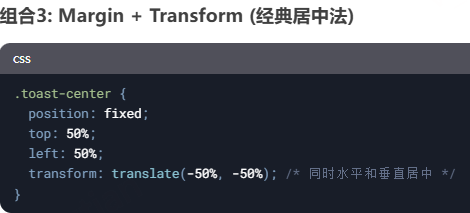 组合3: Margin + Transform (经典居中法)
css
.toast-center {
  position: fixed;
  top: 50%;
  left: 50%;
  transform: translate(-50%, -50%); /* 同时水平和垂直居中 */
}